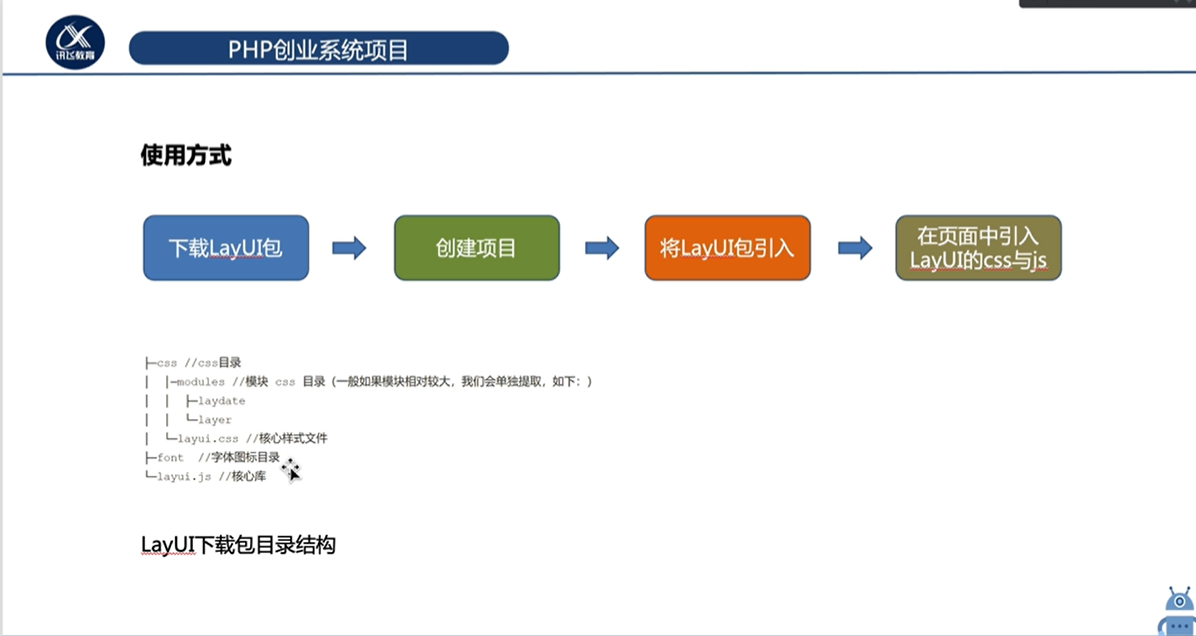 讯飞教育
PHP创业系统项目
使用方式
下载LayUI包
创建项目
将LayUI包引入
在页面中引入
LayUI的css与js
├─css //css目录
│  │─modules //模块 css 目录（一般如果模块相对较大，我们会单独提取，如下：）
│  │  ├─laydate
│  │  └─layer
│  └─layui.css //核心样式文件
├─font  //字体图标目录
└─layui.js //核心库
LayUI下载包目录结构